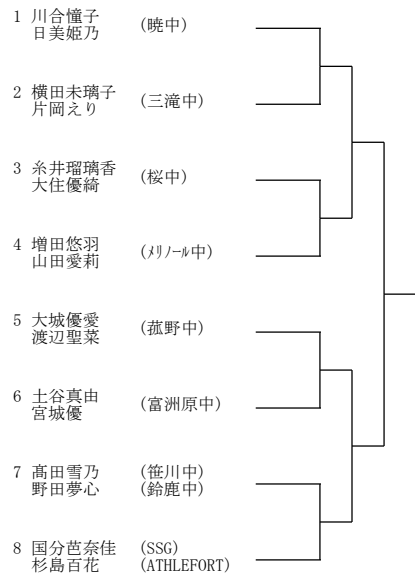 1 川合憧子 (暁中)
日美姫乃
2 横田未璃子 (三滝中)
片岡えり
3 糸井瑠璃香 (桜中)
大住優綺
4 増田悠羽 (ﾒﾘﾉｰﾙ中)
山田愛莉
5 大城優愛 (菰野中)
渡辺聖菜
6 土谷真由 (富洲原中)
宮城優
7 髙田雪乃 (笹川中)
野田夢心 (鈴鹿中)
8 国分芭奈佳 (SSG)
杉島百花 (ATHLEFORT)